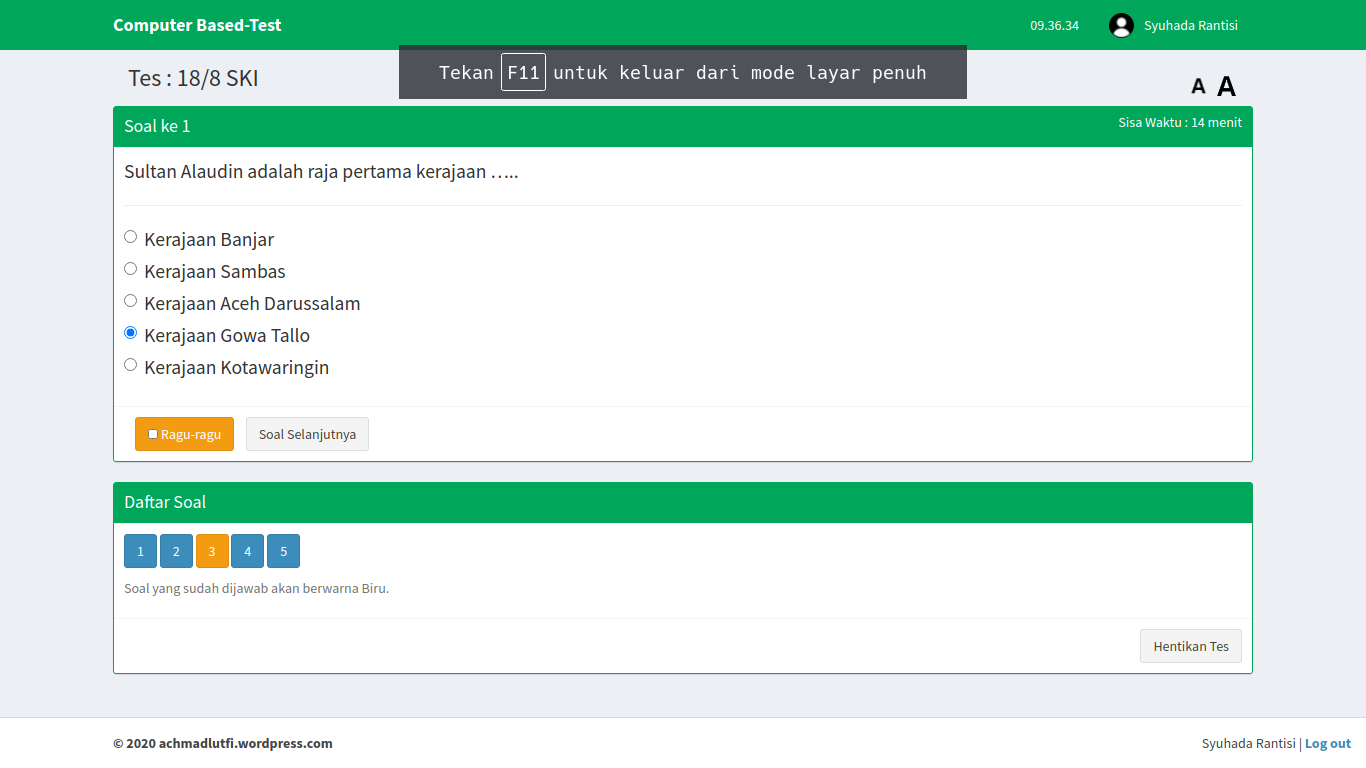 Computer Based-Test
09.36.34
Syuhada Rantisi
Tes : 18/8 SKI
Tekan F11 untuk keluar dari mode layar penuh
A A
Soal ke 1
Sisa Waktu : 14 menit
Sultan Alaudin adalah raja pertama kerajaan …..
Kerajaan Banjar
Kerajaan Sambas
Kerajaan Aceh Darussalam
Kerajaan Gowa Tallo
Kerajaan Kotawaringin
Ragu-ragu
Soal Selanjutnya
Daftar Soal
1 2 3 4 5
Soal yang sudah dijawab akan berwarna Biru.
Hentikan Tes
© 2020 achmadlutfi.wordpress.com
Syuhada Rantisi | Log out